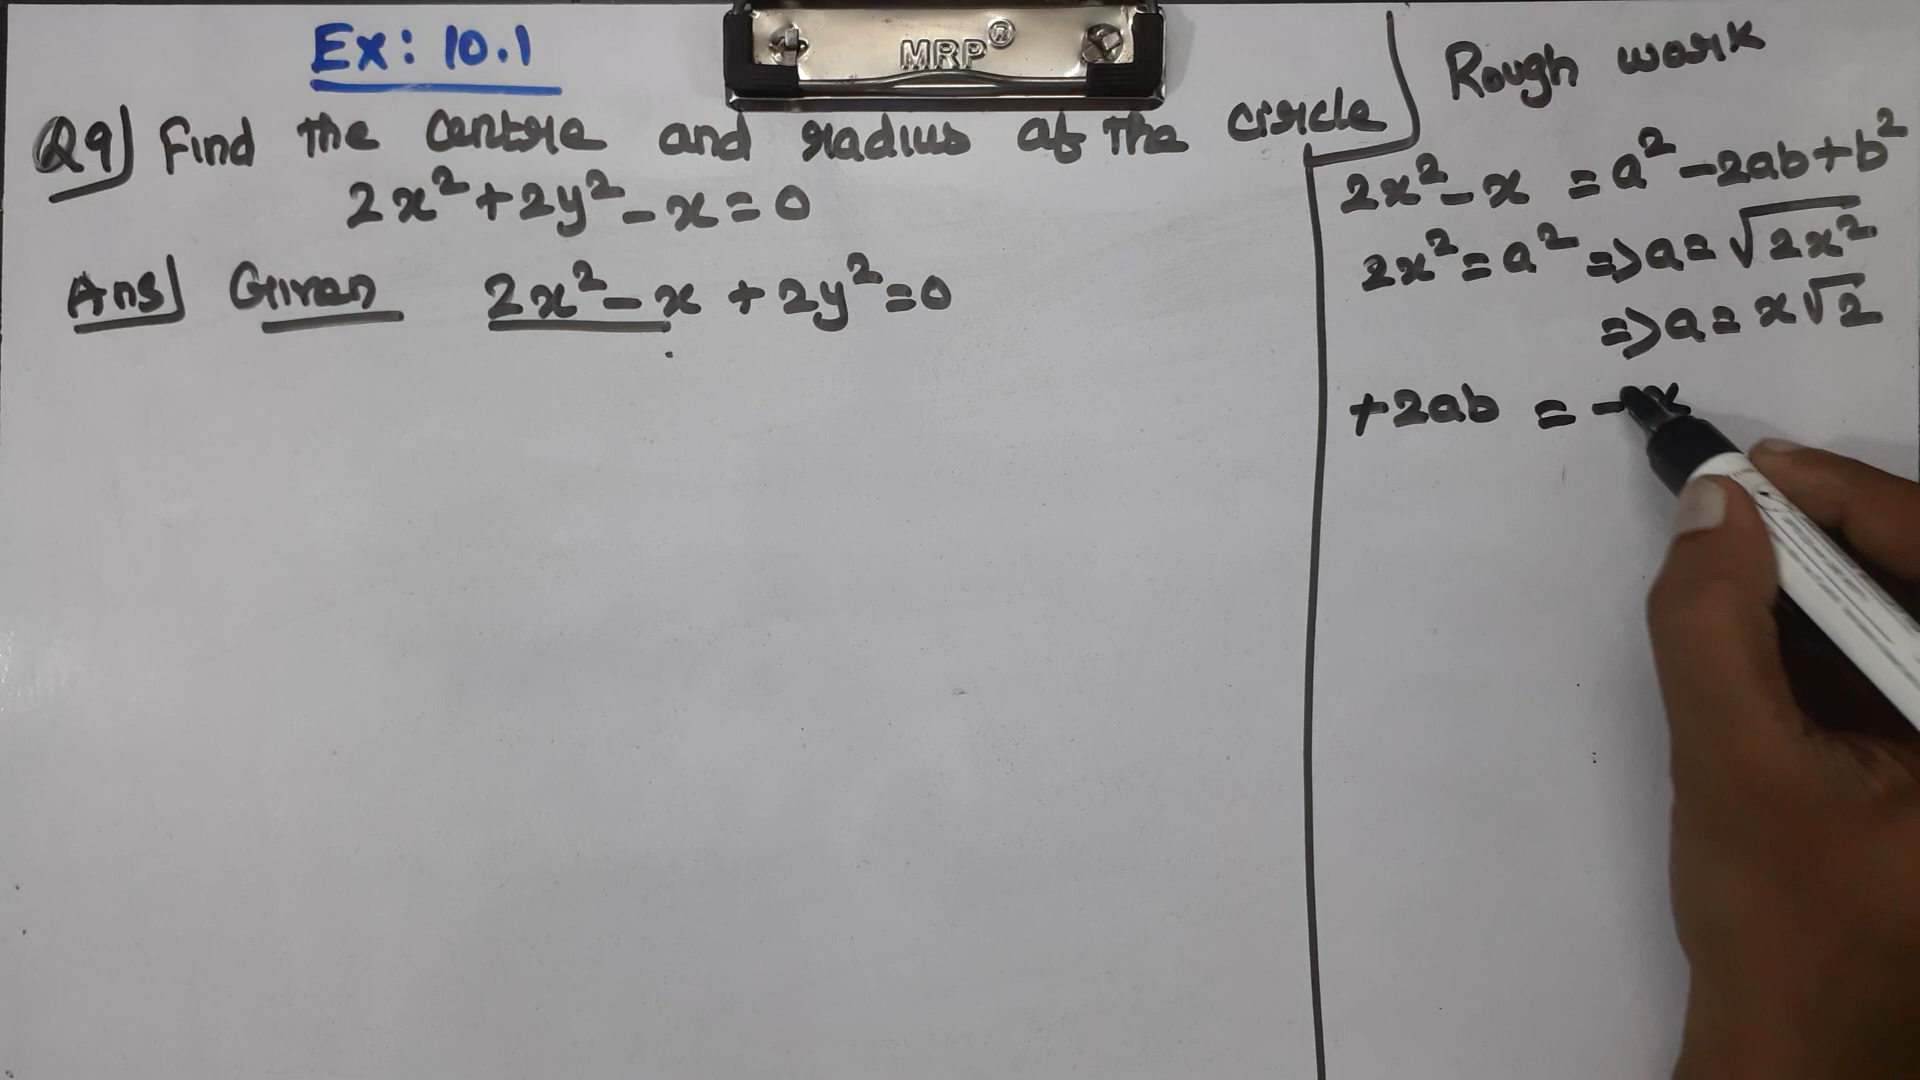 Ex: 10.1
MRP®
Q9) Find the centre and radius of the circle
2x² + 2y² - x = 0
Ans) Given 2x² - x + 2y² = 0
Rough work
2x² - x = a² - 2ab + b²
2x² = a² => a = √2x²
=> a = x√2
+2ab = - x